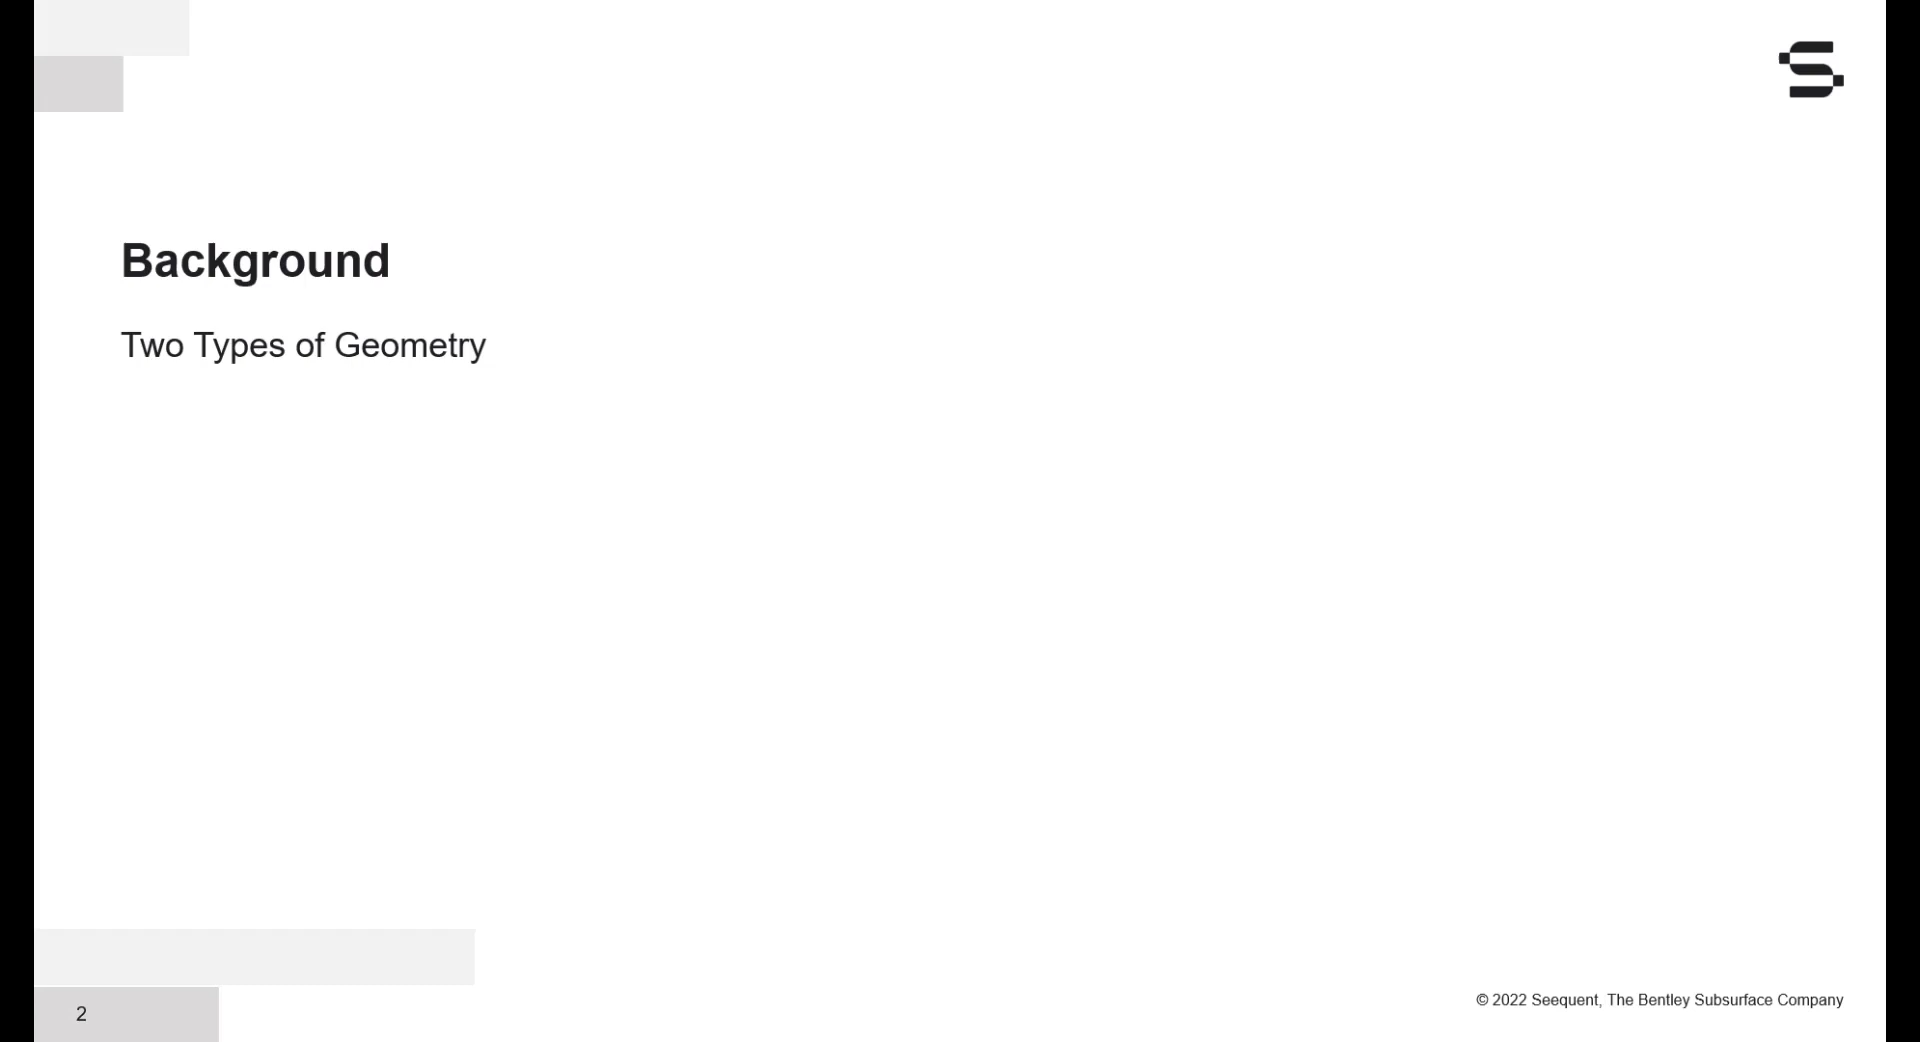 Background
Two Types of Geometry
2
© 2022 Seequent, The Bentley Subsurface Company